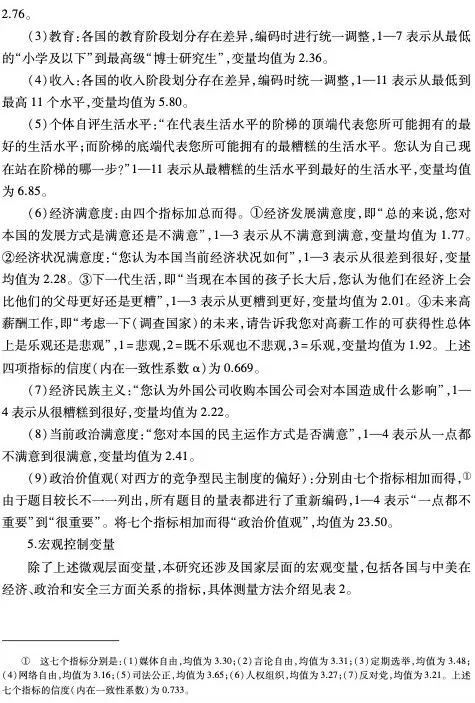 2.76。
(3)教育:各国的教育阶段划分存在差异,编码时进行统一调整,1—7 表示从最低
的“小学及以下”到最高级“博士研究生”,变量均值为 2.36。
(4)收入:各国的收入阶段划分存在差异,编码时统一调整,1—11 表示从最低到
最高 11 个水平,变量均值为 5.80。
(5)个体自评生活水平:“在代表生活水平的阶梯的顶端代表您所可能拥有的最
好的生活水平;而阶梯的底端代表您所可能拥有的最糟糕的生活水平。您认为自己现
在站在阶梯的哪一步?”1—11 表示从最糟糕的生活水平到最好的生活水平,变量均值
为 6.85。
(6)经济满意度:由四个指标加总而得。①经济发展满意度,即“总的来说,您对
本国的发展方式是满意还是不满意”,1—3 表示从不满意到满意,变量均值为 1.77。
②经济状况满意度:“您认为本国当前经济状况如何”,1—3 表示从很差到很好,变量
均值为 2.28。③下一代生活,即“当现在本国的孩子长大后,您认为他们在经济上会
比他们的父母更好还是更糟”,1—3 表示从更糟到更好,变量均值为 2.01。④未来高
薪酬工作,即“考虑一下(调查国家)的未来,请告诉我您对高薪工作的可获得性总体
上是乐观还是悲观”,1=悲观,2=既不乐观也不悲观,3=乐观,变量均值为 1.92。上述
四项指标的信度(内在一致性系数 α)为 0.669。
(7)经济民族主义:“您认为外国公司收购本国公司会对本国造成什么影响”,1—
4 表示从很糟糕到很好,变量均值为 2.22。
(8)当前政治满意度:“您对本国的民主运作方式是否满意”,1—4 表示从一点都
不满意到很满意,变量均值为 2.41。
(9)政治价值观(对西方的竞争型民主制度的偏好):分别由七个指标相加而得,①
由于题目较长不一一列出,所有题目的量表都进行了重新编码,1—4 表示“一点都不
重要”到“很重要”。将七个指标相加而得“政治价值观”,均值为 23.50。
5.宏观控制变量
除了上述微观层面变量,本研究还涉及国家层面的宏观变量,包括各国与中美在
经济、政治和安全三方面关系的指标,具体测量方法介绍见表 2。
① 这七个指标分别是:(1)媒体自由,均值为 3.30;(2)言论自由,均值为 3.31;(3)定期选举,均值为 3.48;
(4)网络自由,均值为 3.16;(5)司法公正,均值为 3.65;(6)人权组织,均值为 3.27;(7)反对党,均值为 3.21。上述
七个指标的信度(内在一致性系数)为 0.733。